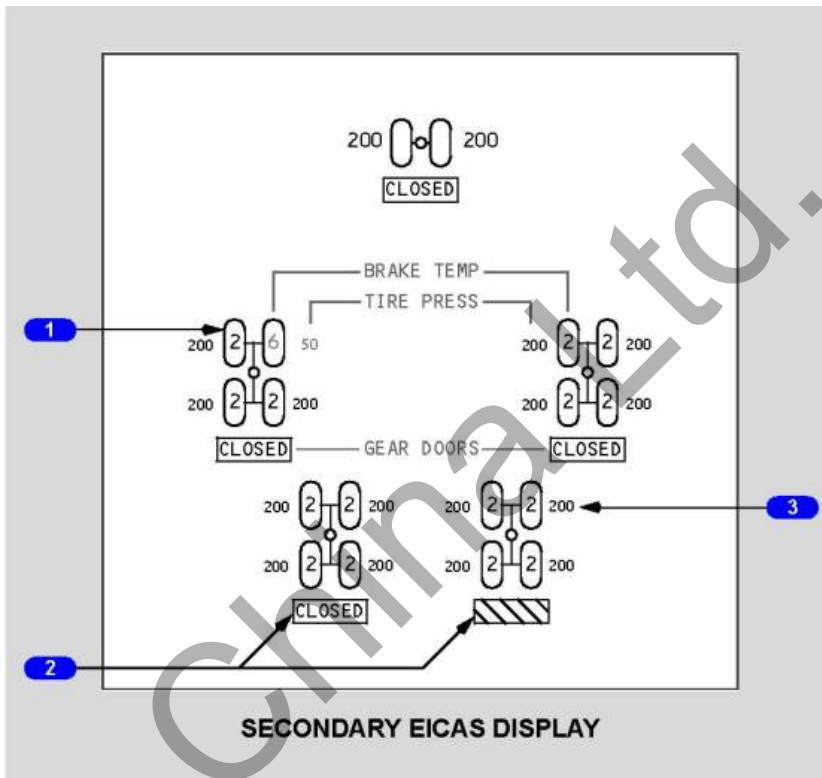 200 200
CLOSED
BRAKE TEMP
TIRE PRESS
1
200 2 6 50 200 2 2 200
200 2 2 200 200 2 2 200
CLOSED GEAR DOORS CLOSED
200 2 2 200 200 2 2 200 3
200 2 2 200 200 2 2 200
CLOSED
2
SECONDARY EICAS DISPLAY
China Ltd.